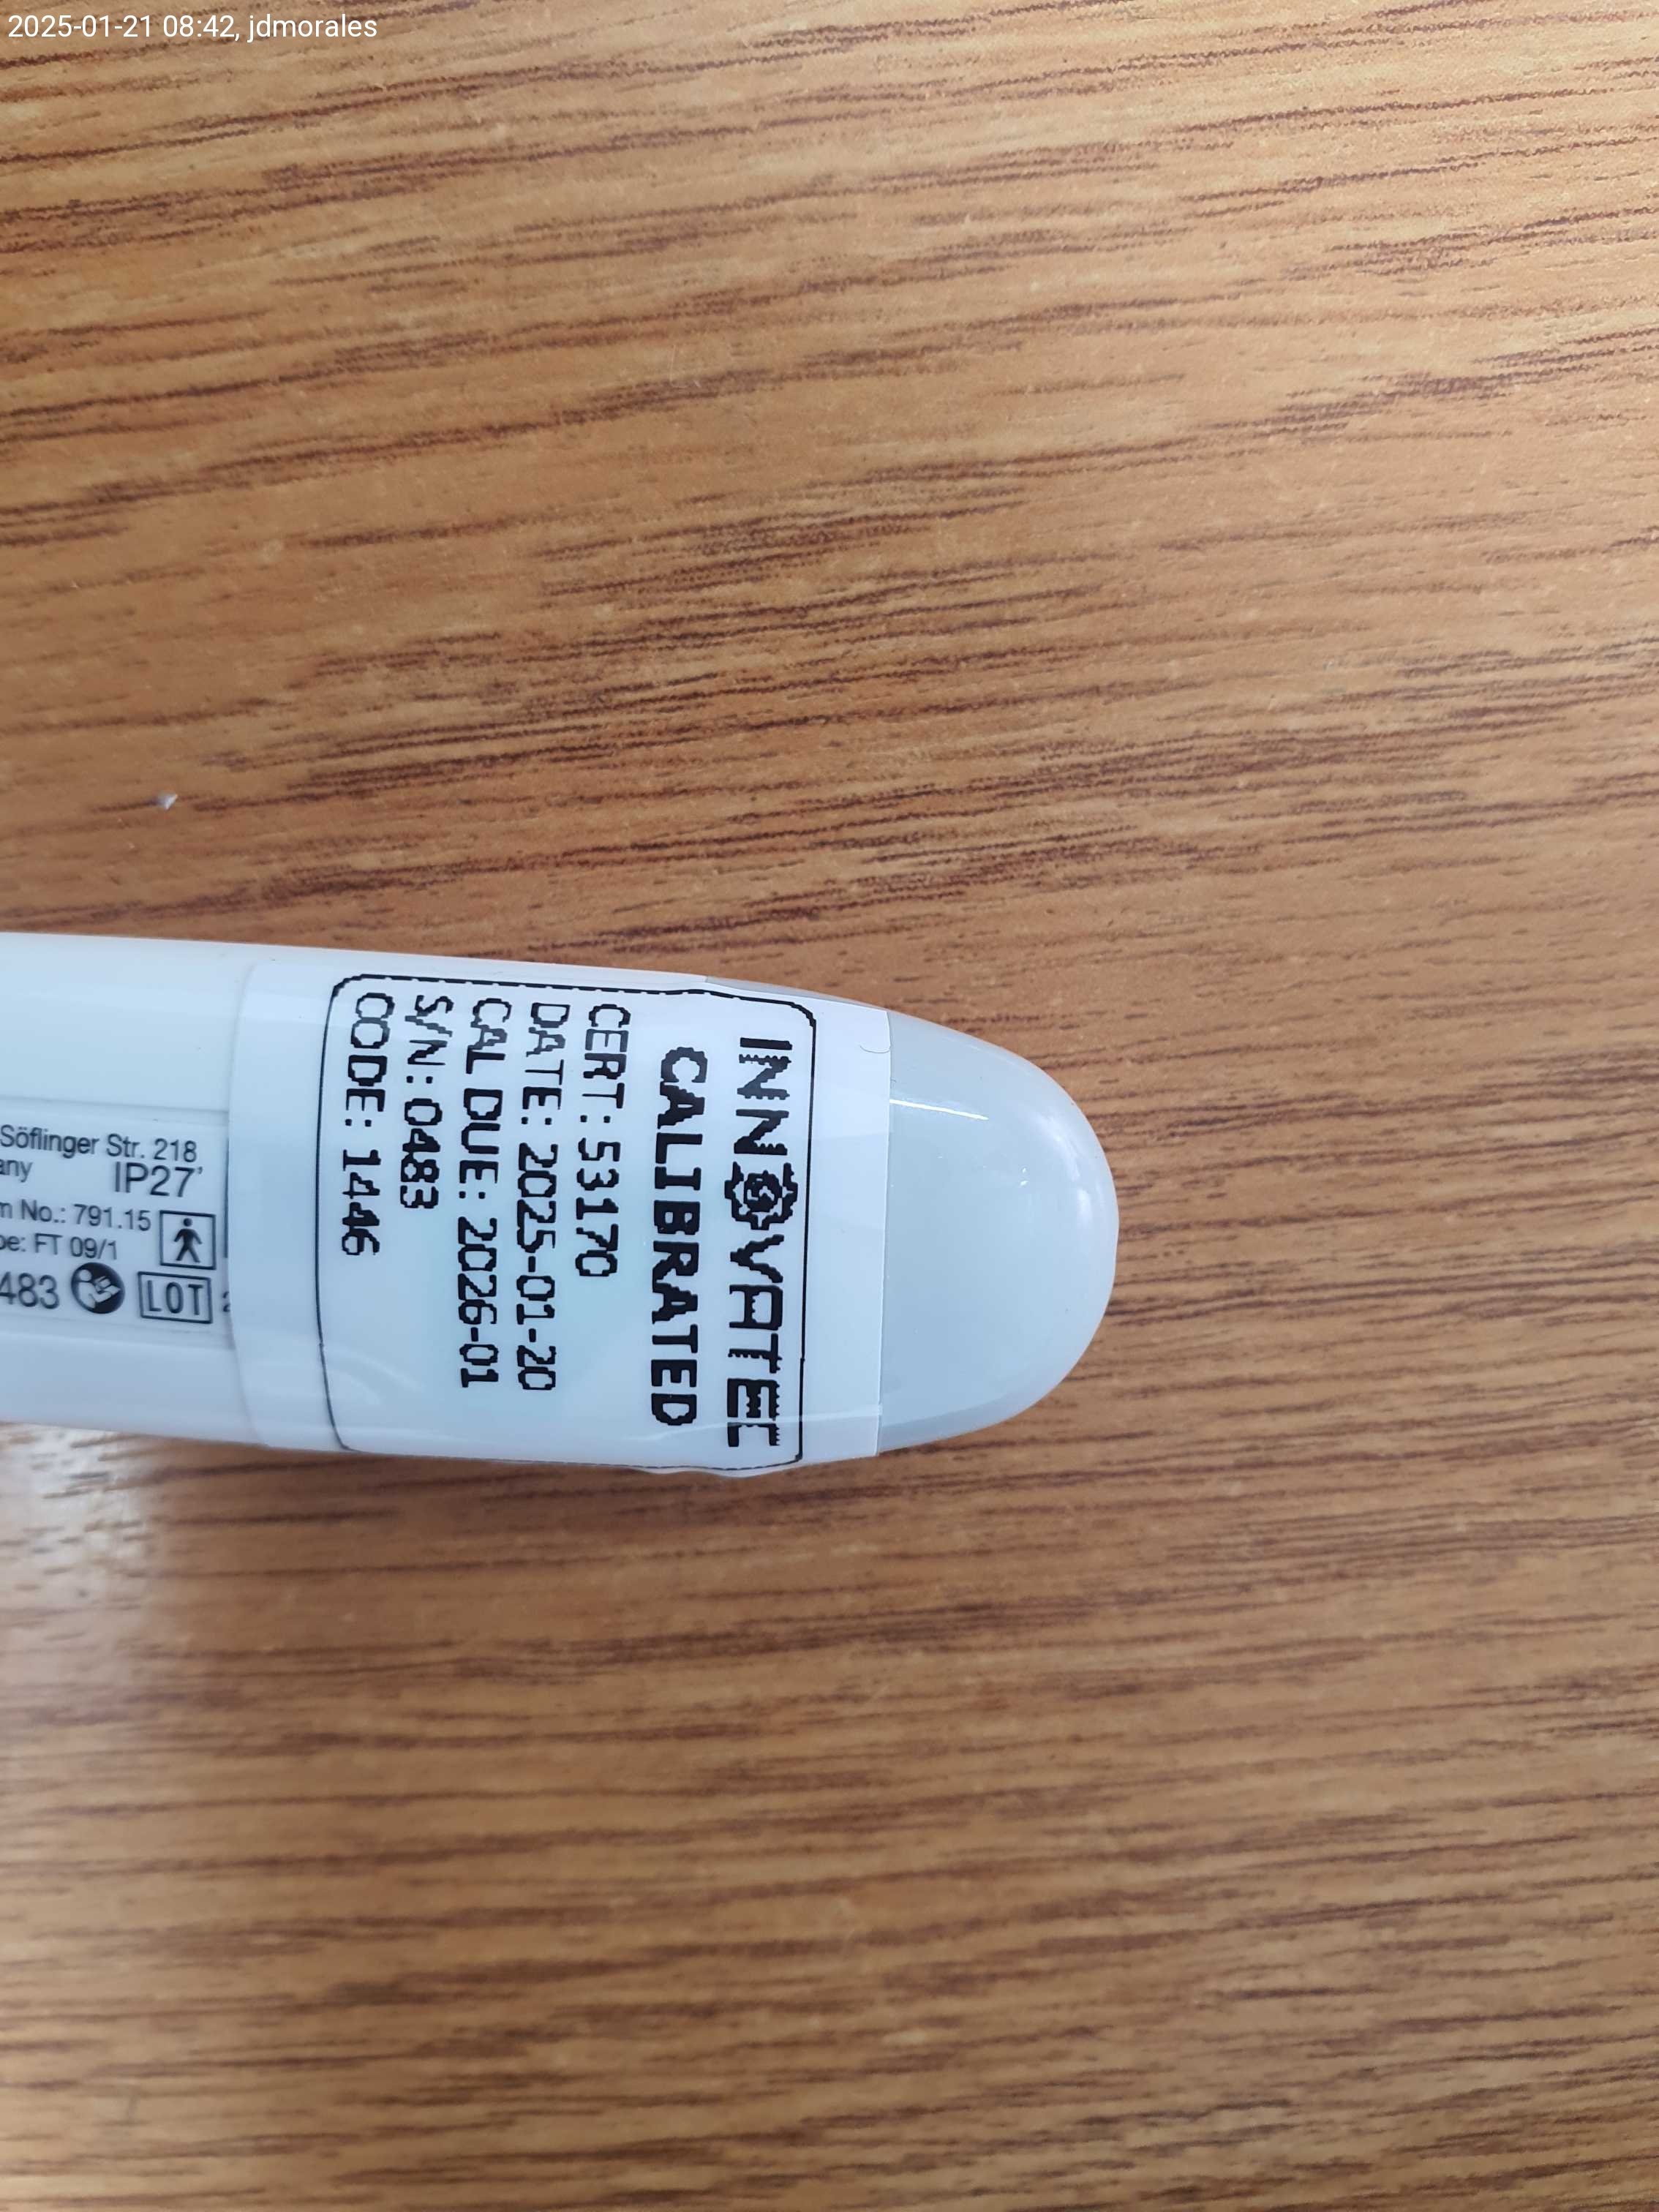 2025-01-21 08:42, jdmorales
INNOVATEC
CALIBRATED
CERT: 53170
DATE: 2025-01-20
CAL DUE: 2026-01
S/N: 0483
CODE: 1446
Söflinger Str. 218
any IP27
No.: 791.15
FT 09/1
483 LOT